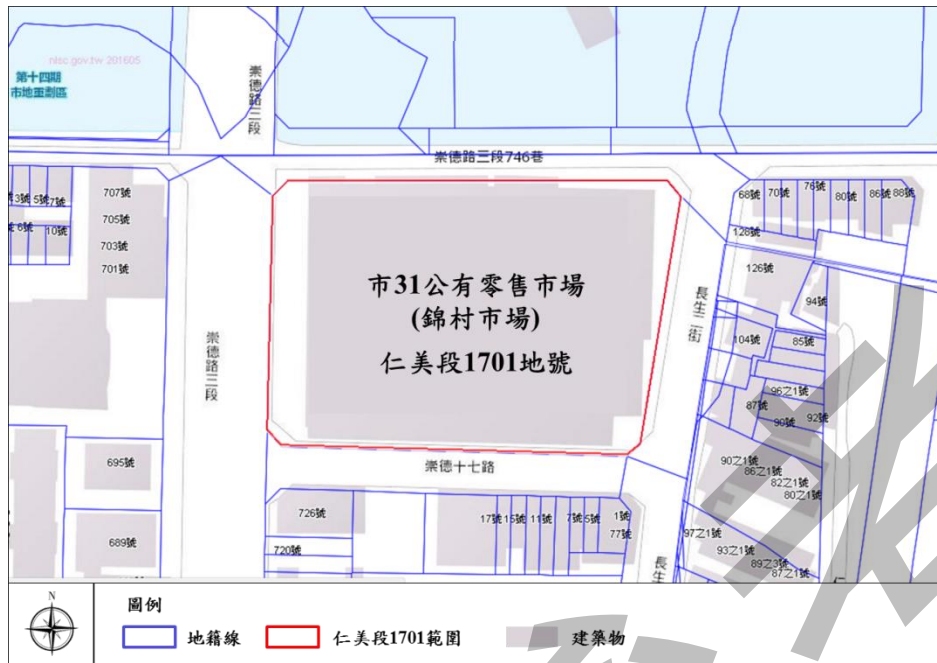 nlsc.gov.tw 201605
第十四期
市地重劃區
崇德路三段
崇德路三段746巷
3號 5號 7號
707號
705號
6號 10號
703號
701號
68號 70號 76號 80號 86號 88號
128號
126號
94號
市31公有零售市場
(錦村市場)
仁美段1701地號
長生二街
崇德路三段
104號 85號
96之1號
87號 92號
90號
695號
崇德十七路
90之1號
86之1號
82之1號
80之1號
726號
17號 15號 11號 7號 5號 1號
77號
689號
720號
97之1號
93之1號
89之3號
87之1號
長生
仁
N
圖例
地籍線 仁美段1701範圍 建築物